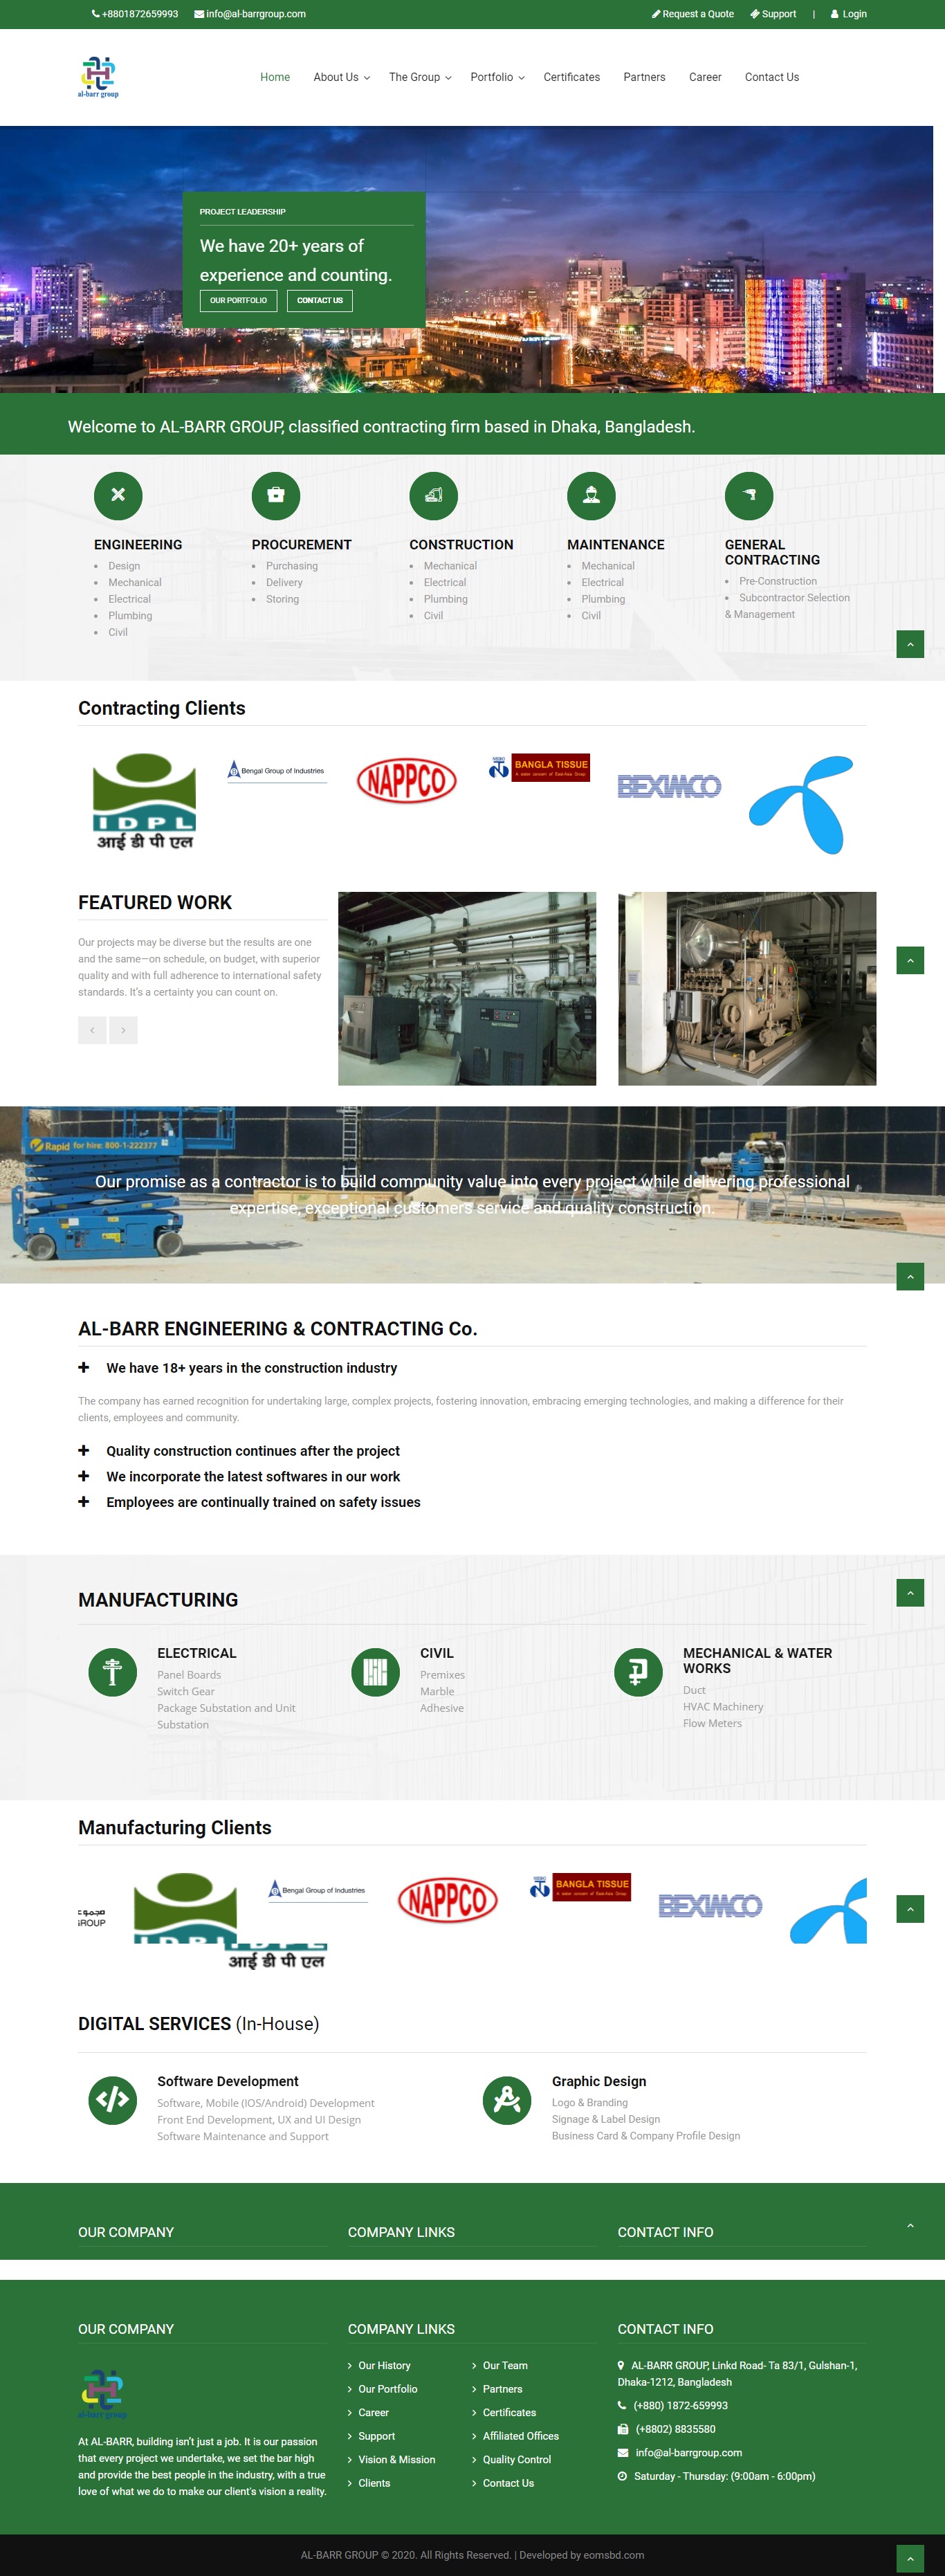 +8801872659993 info@al-barrgroup.com Request a Quote Support | Login
al-barr group
Home About Us The Group Portfolio Certificates Partners Career Contact Us
PROJECT LEADERSHIP
We have 20+ years of
experience and counting.
OUR PORTFOLIO CONTACT US
Welcome to AL-BARR GROUP, classified contracting firm based in Dhaka, Bangladesh.
ENGINEERING
Design
Mechanical
Electrical
Plumbing
Civil
PROCUREMENT
Purchasing
Delivery
Storing
CONSTRUCTION
Mechanical
Electrical
Plumbing
Civil
MAINTENANCE
Mechanical
Electrical
Plumbing
Civil
GENERAL
CONTRACTING
Pre-Construction
Subcontractor Selection
& Management
Contracting Clients
IDPL
आई डी पी एल
Bengal Group of Industries
NAPPCO
BANGLA TISSUE
BEXIMCO
FEATURED WORK
Our projects may be diverse but the results are one
and the same—on schedule, on budget, with superior
quality and with full adherence to international safety
standards. It's a certainty you can count on.
Rapid for hire: 800-1-222377
Our promise as a contractor is to build community value into every project while delivering professional
expertise, exceptional customers service and quality construction.
AL-BARR ENGINEERING & CONTRACTING Co.
We have 18+ years in the construction industry
The company has earned recognition for undertaking large, complex projects, fostering innovation, embracing emerging technologies, and making a difference for their
clients, employees and community.
Quality construction continues after the project
We incorporate the latest softwares in our work
Employees are continually trained on safety issues
MANUFACTURING
ELECTRICAL
Panel Boards
Switch Gear
Package Substation and Unit
Substation
CIVIL
Premixes
Marble
Adhesive
MECHANICAL & WATER
WORKS
Duct
HVAC Machinery
Flow Meters
Manufacturing Clients
GROUP
Bengal Group of Industries
NAPPCO
BANGLA TISSUE
BEXIMCO
आई डी पी एल
DIGITAL SERVICES (In-House)
Software Development
Software, Mobile (IOS/Android) Development
Front End Development, UX and UI Design
Software Maintenance and Support
Graphic Design
Logo & Branding
Signage & Label Design
Business Card & Company Profile Design
OUR COMPANY COMPANY LINKS CONTACT INFO
OUR COMPANY
al-barr group
At AL-BARR, building isn't just a job. It is our passion
that every project we undertake, we set the bar high
and provide the best people in the industry, with a true
love of what we do to make our client's vision a reality.
COMPANY LINKS
Our History Our Team
Our Portfolio Partners
Career Certificates
Support Affiliated Offices
Vision & Mission Quality Control
Clients Contact Us
CONTACT INFO
AL-BARR GROUP, Linkd Road- Ta 83/1, Gulshan-1,
Dhaka-1212, Bangladesh
(+880) 1872-659993
(+8802) 8835580
info@al-barrgroup.com
Saturday - Thursday: (9:00am - 6:00pm)
AL-BARR GROUP © 2020. All Rights Reserved. | Developed by eomsbd.com